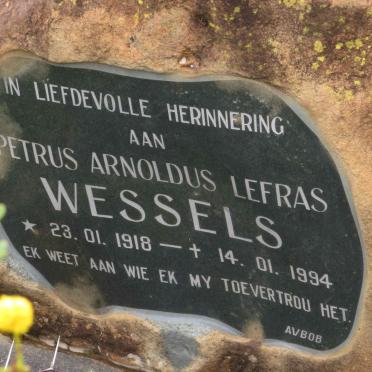 IN LIEFDEVOLLE HERINNERING
AAN
PETRUS ARNOLDUS LEFRAS
WESSELS
★ 23. 01. 1918 — ✝ 14. 01. 1994
EK WEET AAN WIE EK MY TOEVERTROU HET.
AVBOB